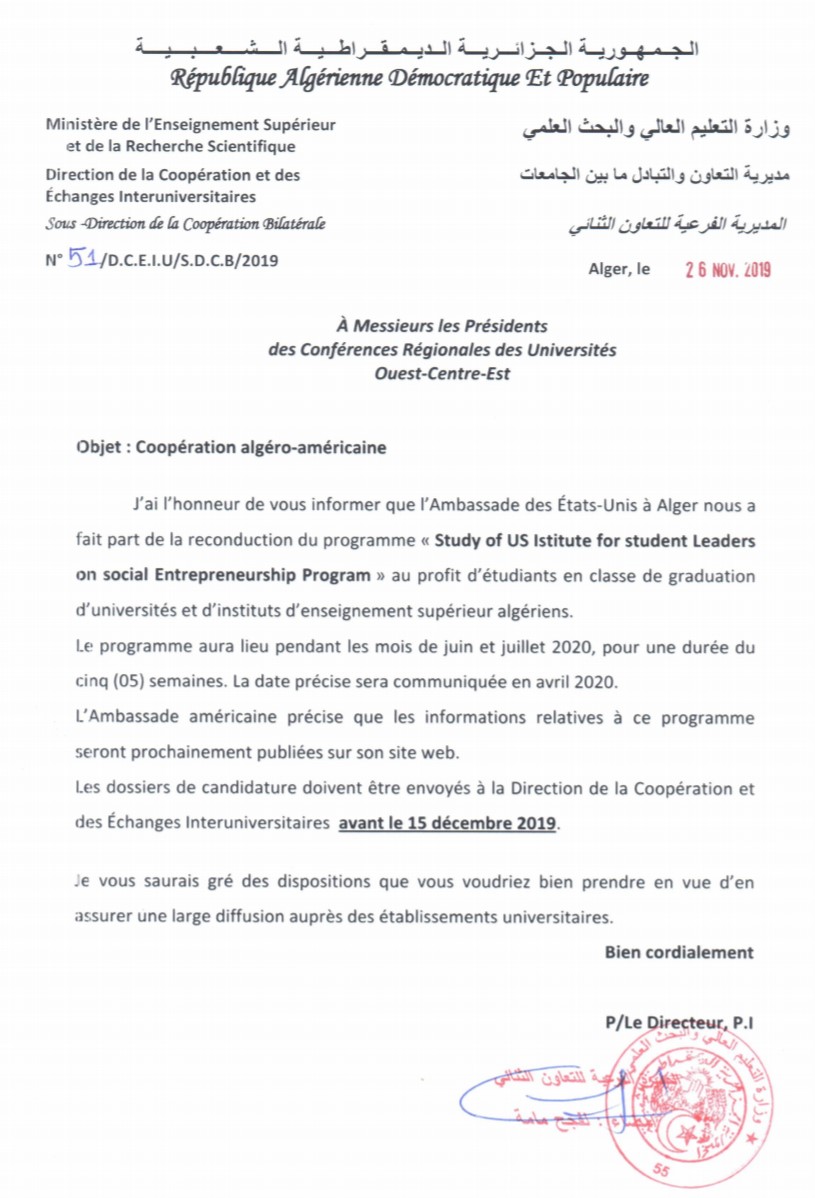 الجمهورية الجزائرية الديمقراطية الشعبية
République Algérienne Démocratique Et Populaire
Ministère de l'Enseignement Supérieur
et de la Recherche Scientifique
Direction de la Coopération et des
Échanges Interuniversitaires
Sous -Direction de la Coopération Bilatérale
N° 51/D.C.E.I.U/S.D.C.B/2019
وزارة التعليم العالي والبحث العلمي
مديرية التعاون والتبادل ما بين الجامعات
المديرية الفرعية للتعاون الثنائي
Alger, le 26 NOV. 2019
À Messieurs les Présidents
des Conférences Régionales des Universités
Ouest-Centre-Est
Objet : Coopération algéro-américaine
J'ai l'honneur de vous informer que l'Ambassade des États-Unis à Alger nous a
fait part de la reconduction du programme « Study of US Istitute for student Leaders
on social Entrepreneurship Program » au profit d'étudiants en classe de graduation
d'universités et d'instituts d'enseignement supérieur algériens.
Le programme aura lieu pendant les mois de juin et juillet 2020, pour une durée du
cinq (05) semaines. La date précise sera communiquée en avril 2020.
L'Ambassade américaine précise que les informations relatives à ce programme
seront prochainement publiées sur son site web.
Les dossiers de candidature doivent être envoyés à la Direction de la Coopération et
des Échanges Interuniversitaires avant le 15 décembre 2019.
Je vous saurais gré des dispositions que vous voudriez bien prendre en vue d'en
assurer une large diffusion auprès des établissements universitaires.
Bien cordialement
P/Le Directeur, P.I
للتعاون الثنائي
وزارة التعليم العالي والبحث العلمي
55